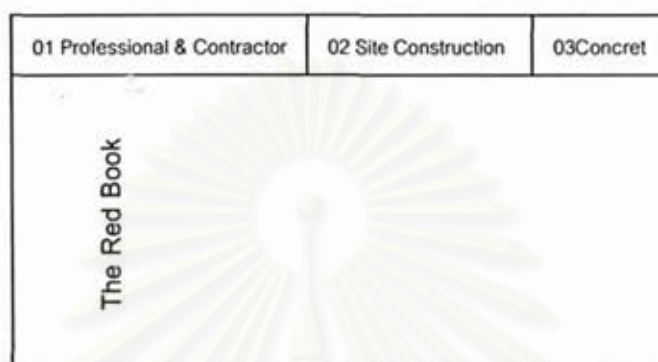 01 Professional & Contractor
02 Site Construction
03Concret
The Red Book